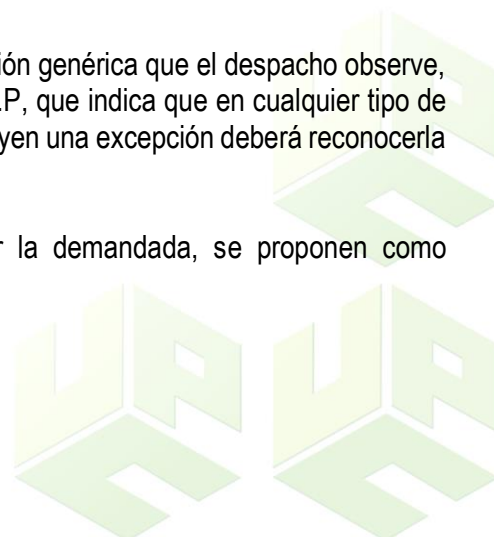 ión genérica que el despacho observe,
.P, que indica que en cualquier tipo de
yen una excepción deberá reconocerla
r la demandada, se proponen como